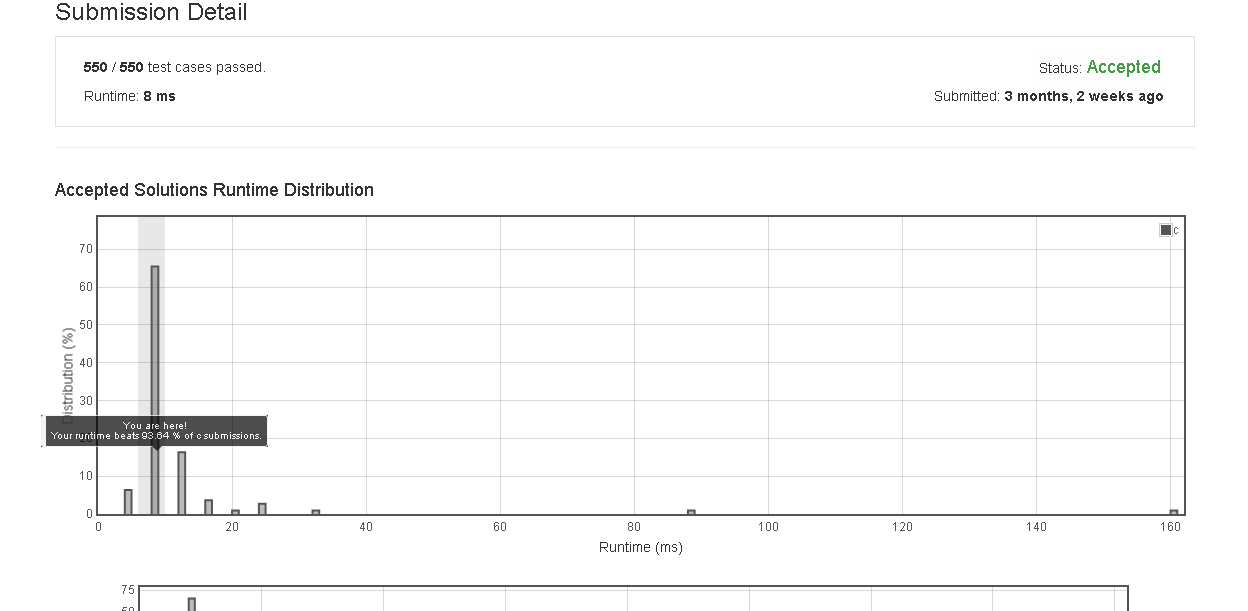 Submission Detail
550 / 550 test cases passed.
Status: Accepted
Runtime: 8 ms
Submitted: 3 months, 2 weeks ago
Accepted Solutions Runtime Distribution
c
70
60
50
40
30
20
10
0
Distribution (%)
You are here!
Your runtime beats 93.64 % of c submissions.
0 20 40 60 80 100 120 140 160
Runtime (ms)
75